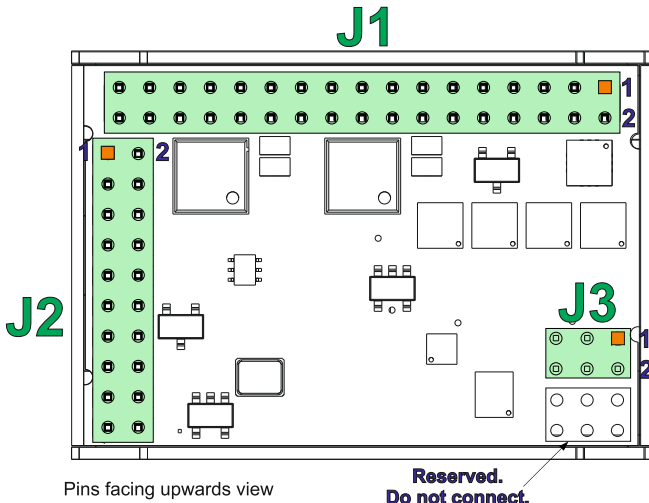 J1
1
2
1 2
J2
J3
1
2
Pins facing upwards view
Reserved.
Do not connect.